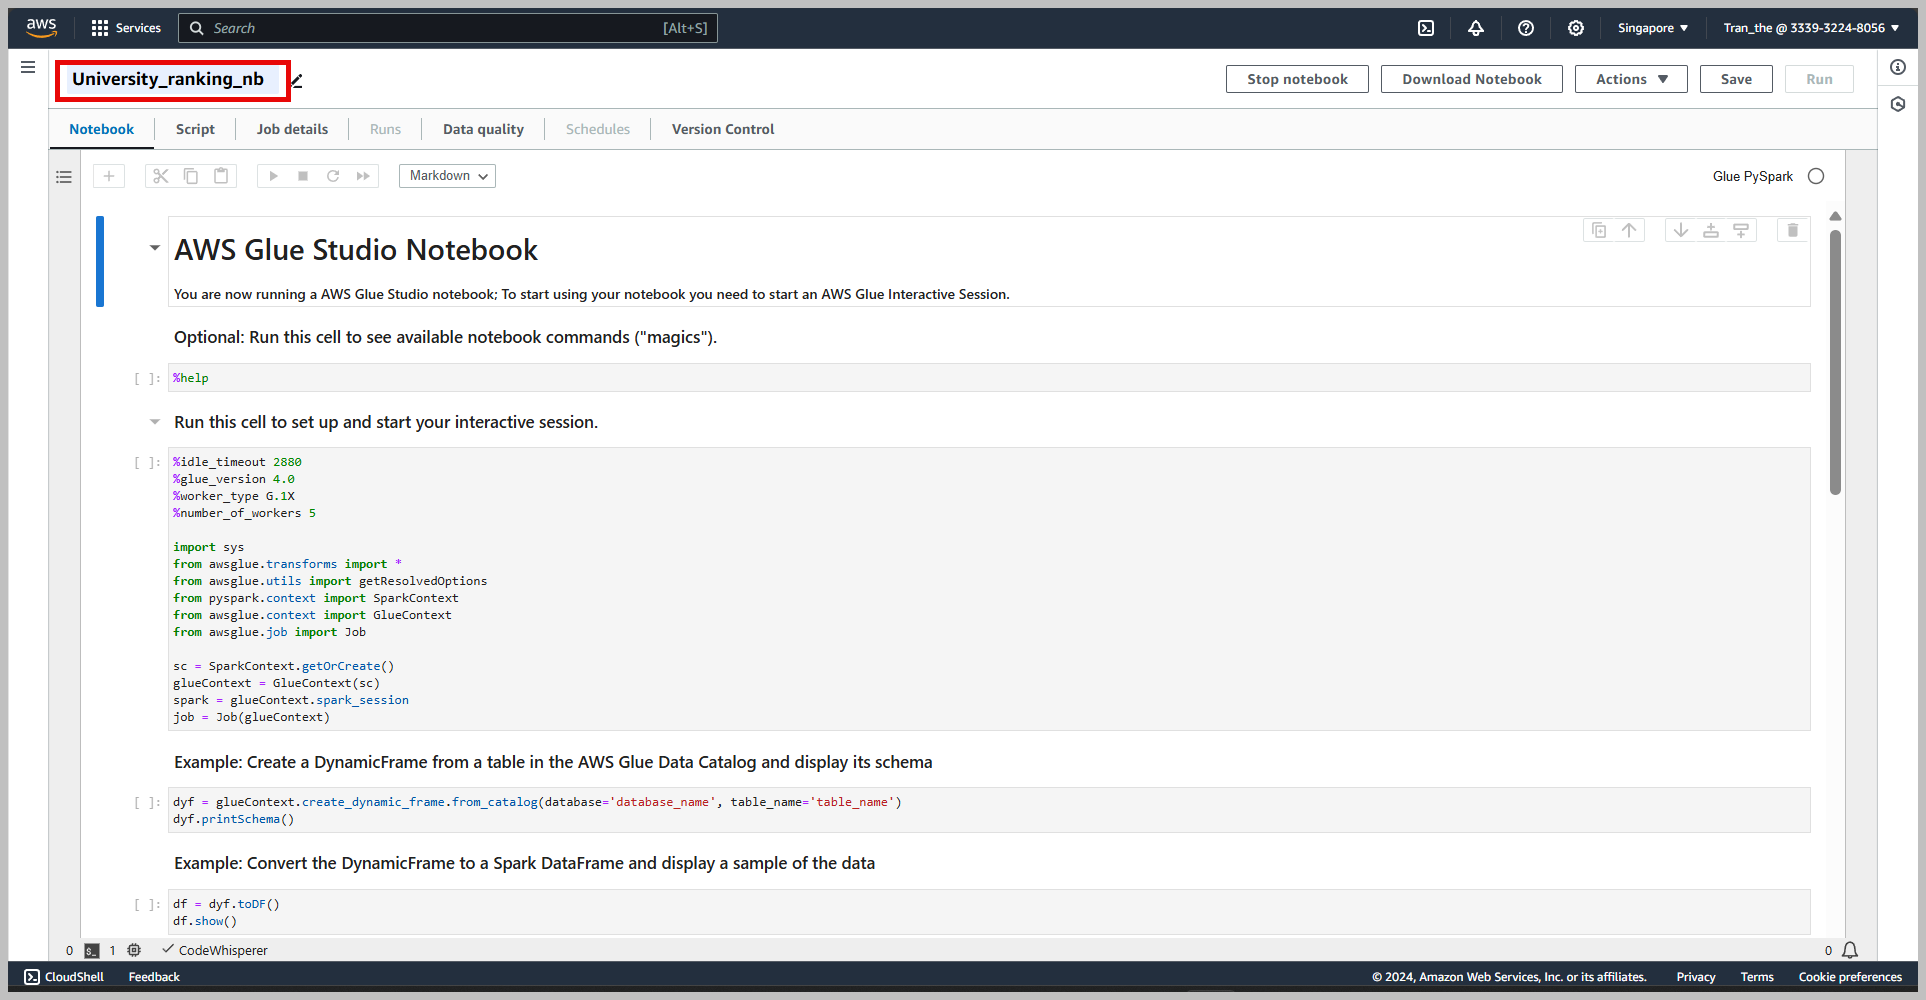 aws
Services
Search
[Alt+S]
Singapore ▼
Tran_the @ 3339-3224-8056 ▼
University_ranking_nb
Stop notebook
Download Notebook
Actions ▼
Save
Run
Notebook
Script
Job details
Runs
Data quality
Schedules
Version Control
Markdown
Glue PySpark
AWS Glue Studio Notebook
You are now running a AWS Glue Studio notebook; To start using your notebook you need to start an AWS Glue Interactive Session.
Optional: Run this cell to see available notebook commands ("magics").
[ ]: %help
Run this cell to set up and start your interactive session.
[ ]: %idle_timeout 2880
%glue_version 4.0
%worker_type G.1X
%number_of_workers 5
import sys
from awsglue.transforms import *
from awsglue.utils import getResolvedOptions
from pyspark.context import SparkContext
from awsglue.context import GlueContext
from awsglue.job import Job
sc = SparkContext.getOrCreate()
glueContext = GlueContext(sc)
spark = glueContext.spark_session
job = Job(glueContext)
Example: Create a DynamicFrame from a table in the AWS Glue Data Catalog and display its schema
[ ]: dyf = glueContext.create_dynamic_frame.from_catalog(database='database_name', table_name='table_name')
dyf.printSchema()
Example: Convert the DynamicFrame to a Spark DataFrame and display a sample of the data
[ ]: df = dyf.toDF()
df.show()
0 $_ 1 CodeWhisperer
0
CloudShell
Feedback
© 2024, Amazon Web Services, Inc. or its affiliates.
Privacy
Terms
Cookie preferences